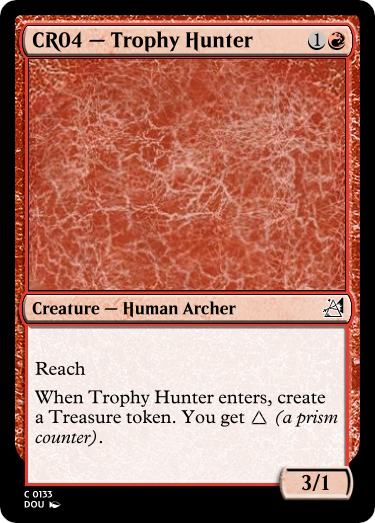 CR04 — Trophy Hunter 1
Creature — Human Archer
Reach
When Trophy Hunter enters, create
a Treasure token. You get △ (a prism
counter).
3/1
C 0133
DOU